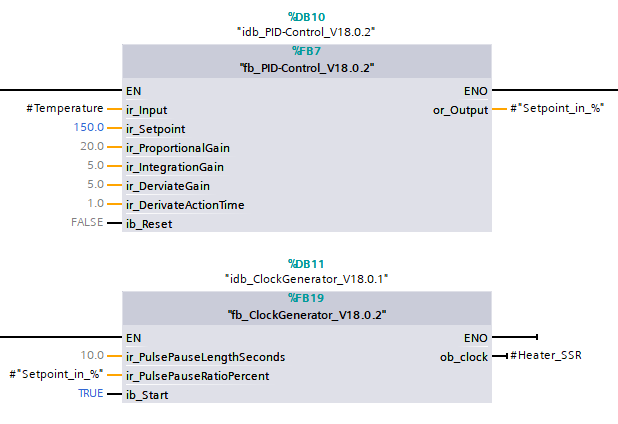 %DB10
"idb_PID-Control_V18.0.2"
%FB7
"fb_PID-Control_V18.0.2"
EN ENO
#Temperature ir_Input or_Output #"Setpoint_in_%"
150.0 ir_Setpoint
20.0 ir_ProportionalGain
5.0 ir_IntegrationGain
5.0 ir_DerviateGain
1.0 ir_DerivateActionTime
FALSE ib_Reset
%DB11
"idb_ClockGenerator_V18.0.1"
%FB19
"fb_ClockGenerator_V18.0.2"
EN ENO
10.0 ir_PulsePauseLengthSeconds ob_clock #Heater_SSR
#"Setpoint_in_%" ir_PulsePauseRatioPercent
TRUE ib_Start